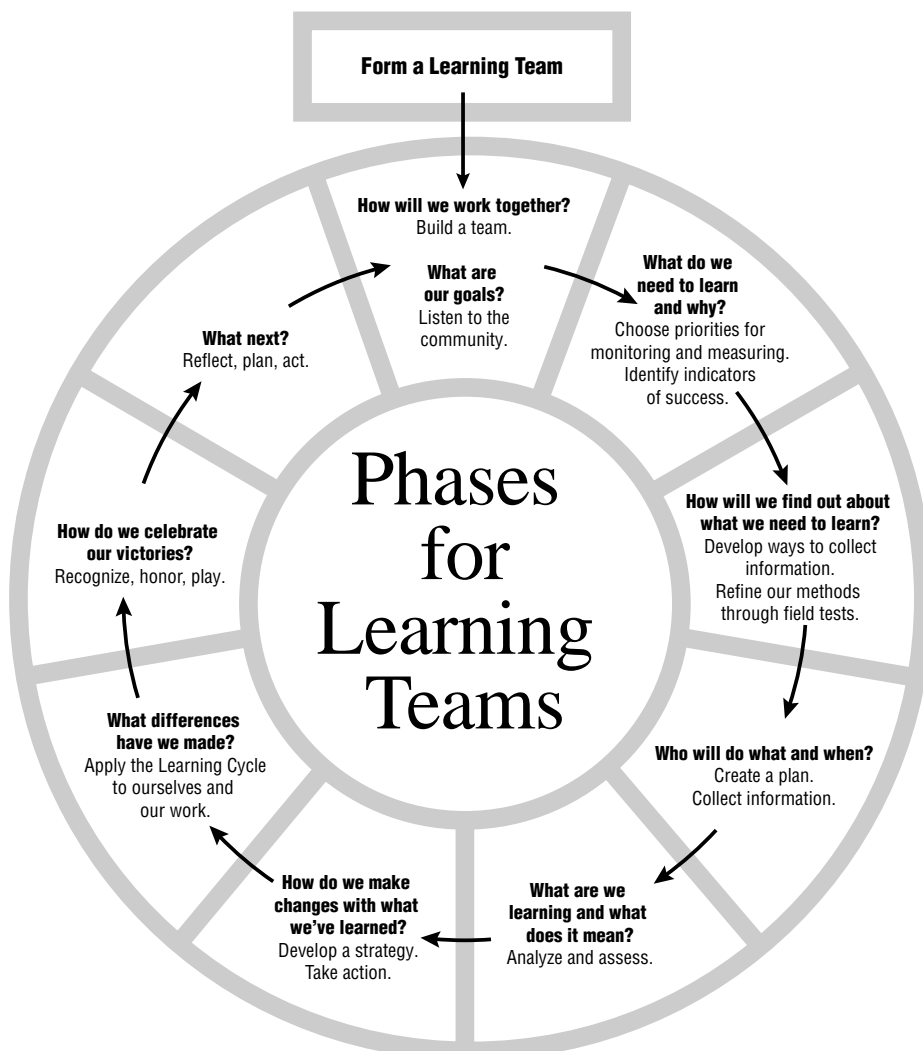 Form a Learning Team
How will we work together?
Build a team.
What are
our goals?
Listen to the
community.
What do we
need to learn
and why?
Choose priorities for
monitoring and measuring.
Identify indicators
of success.
How will we find out about
what we need to learn?
Develop ways to collect
information.
Refine our methods
through field tests.
Who will do what and when?
Create a plan.
Collect information.
What are we
learning and what
does it mean?
Analyze and assess.
How do we make
changes with what
we've learned?
Develop a strategy.
Take action.
What differences
have we made?
Apply the Learning Cycle
to ourselves and
our work.
How do we celebrate
our victories?
Recognize, honor, play.
What next?
Reflect, plan, act.
Phases
for
Learning
Teams